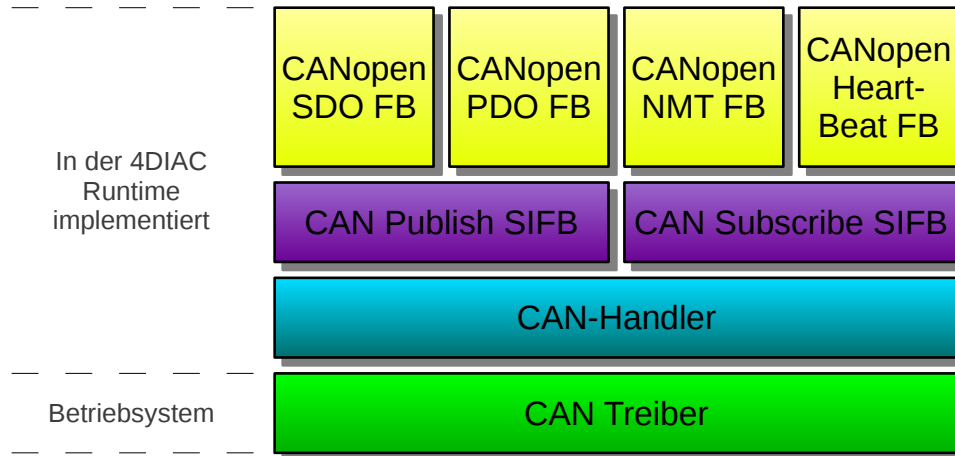 CANopen
SDO FB
CANopen
PDO FB
CANopen
NMT FB
CANopen
Heart-
Beat FB
In der 4DIAC
Runtime
implementiert
CAN Publish SIFB
CAN Subscribe SIFB
CAN-Handler
Betriebsystem
CAN Treiber